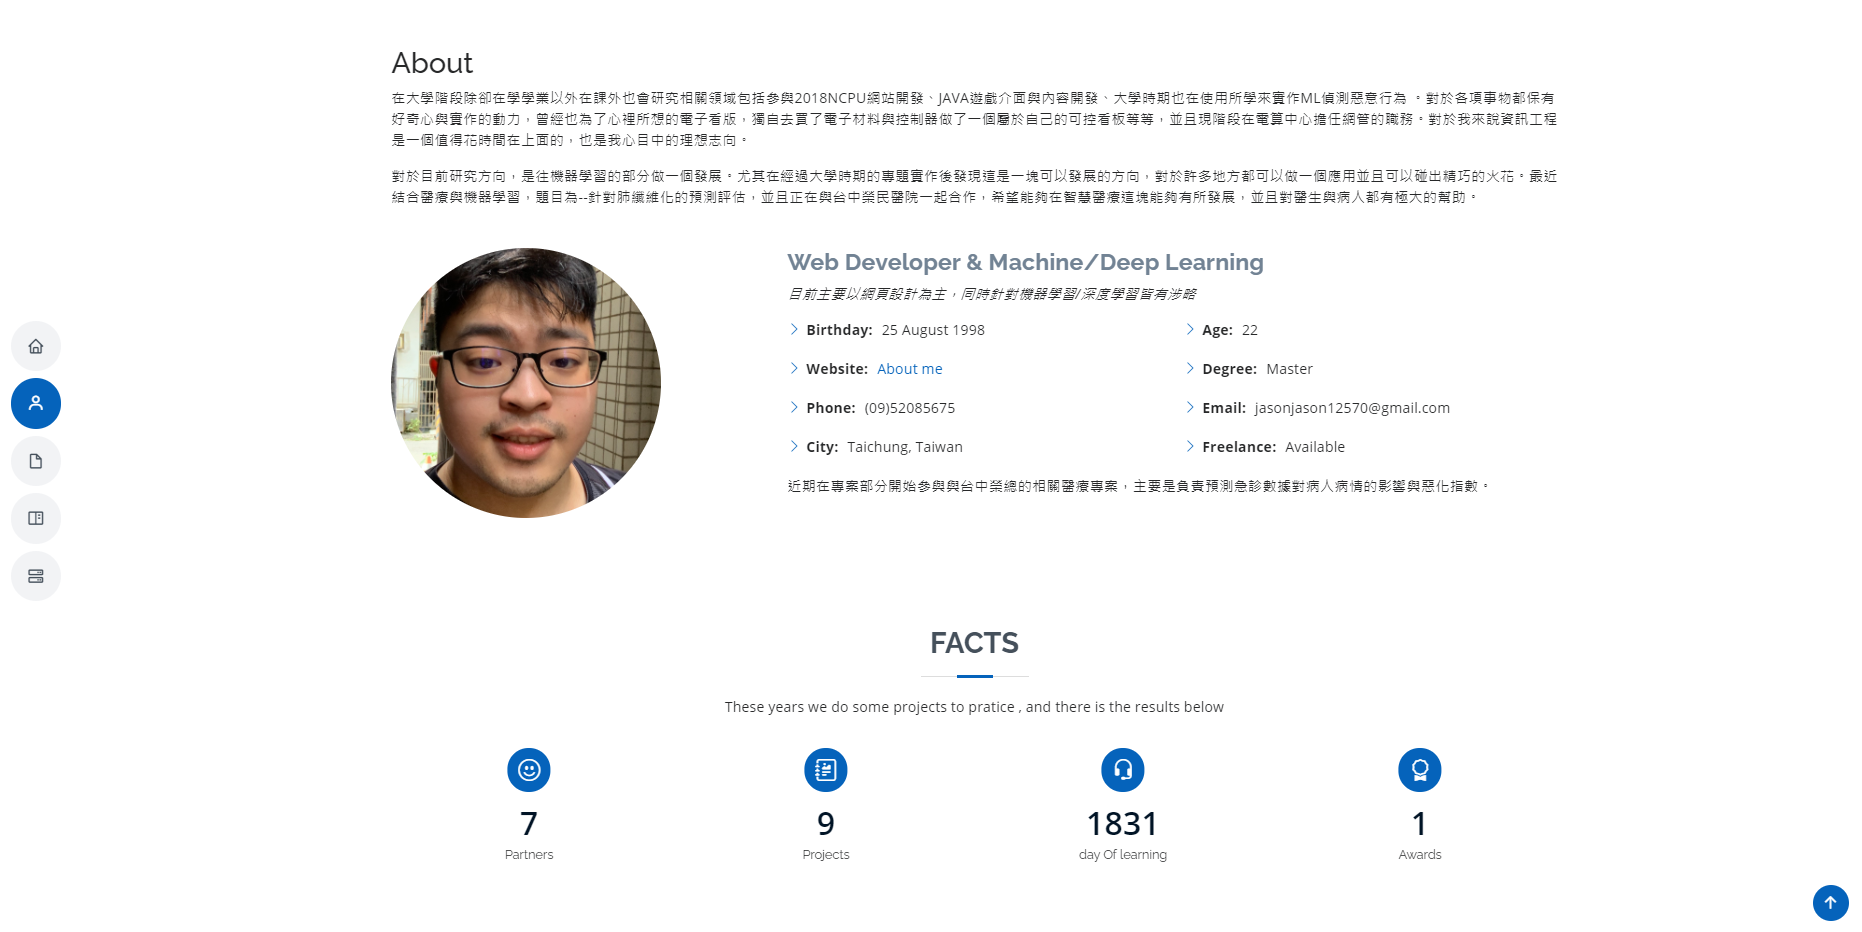 About
在大學階段除卻在學學業以外在課外也會研究相關領域包括參與2018NCPU網站開發、JAVA遊戲介面與內容開發、大學時期也在使用所學來實作ML偵測惡意行為 。對於各項事物都保有
好奇心與實作的動力，曾經也為了心裡所想的電子看版，獨自去買了電子材料與控制器做了一個屬於自己的可控看板等等，並且現階段在電算中心擔任網管的職務。對於我來說資訊工程
是一個值得花時間在上面的，也是我心目中的理想志向。
對於目前研究方向，是往機器學習的部分做一個發展。尤其在經過大學時期的專題實作後發現這是一塊可以發展的方向，對於許多地方都可以做一個應用並且可以碰出精巧的火花。最近
結合醫療與機器學習，題目為--針對肺纖維化的預測評估，並且正在與台中榮民醫院一起合作，希望能夠在智慧醫療這塊能夠有所發展，並且對醫生與病人都有極大的幫助。
Web Developer & Machine/Deep Learning
目前主要以網頁設計為主，同時針對機器學習/深度學習皆有涉略
Birthday: 25 August 1998
Age: 22
Website: About me
Degree: Master
Phone: (09)52085675
Email: jasonjason12570@gmail.com
City: Taichung, Taiwan
Freelance: Available
近期在專案部分開始參與與台中榮總的相關醫療專案，主要是負責預測急診數據對病人病情的影響與惡化指數。
FACTS
These years we do some projects to pratice , and there is the results below
7
Partners
9
Projects
1831
day Of learning
1
Awards